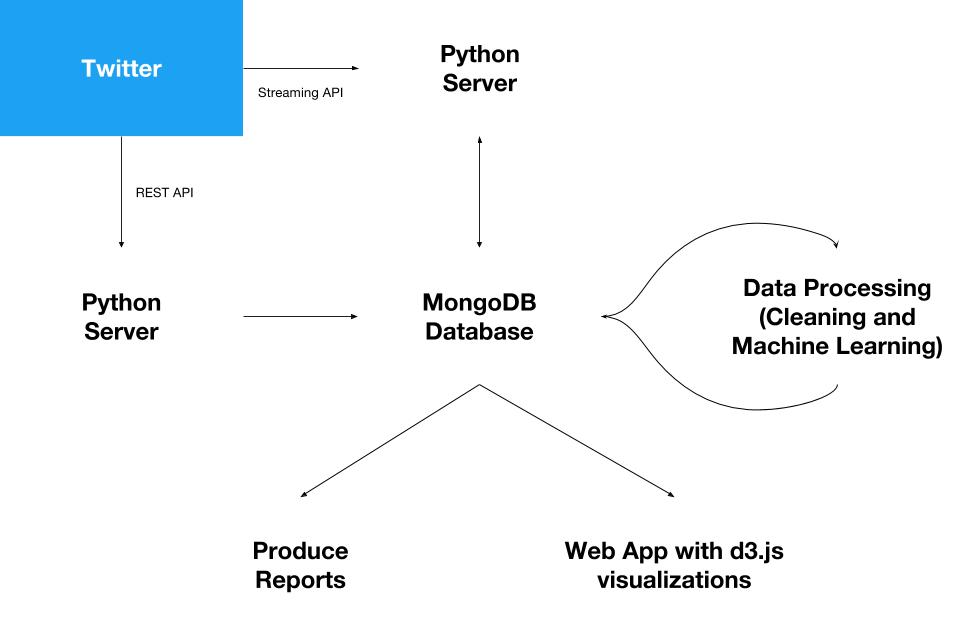 Twitter
Python
Server
Streaming API
REST API
Python
Server
MongoDB
Database
Data Processing
(Cleaning and
Machine Learning)
Produce
Reports
Web App with d3.js
visualizations